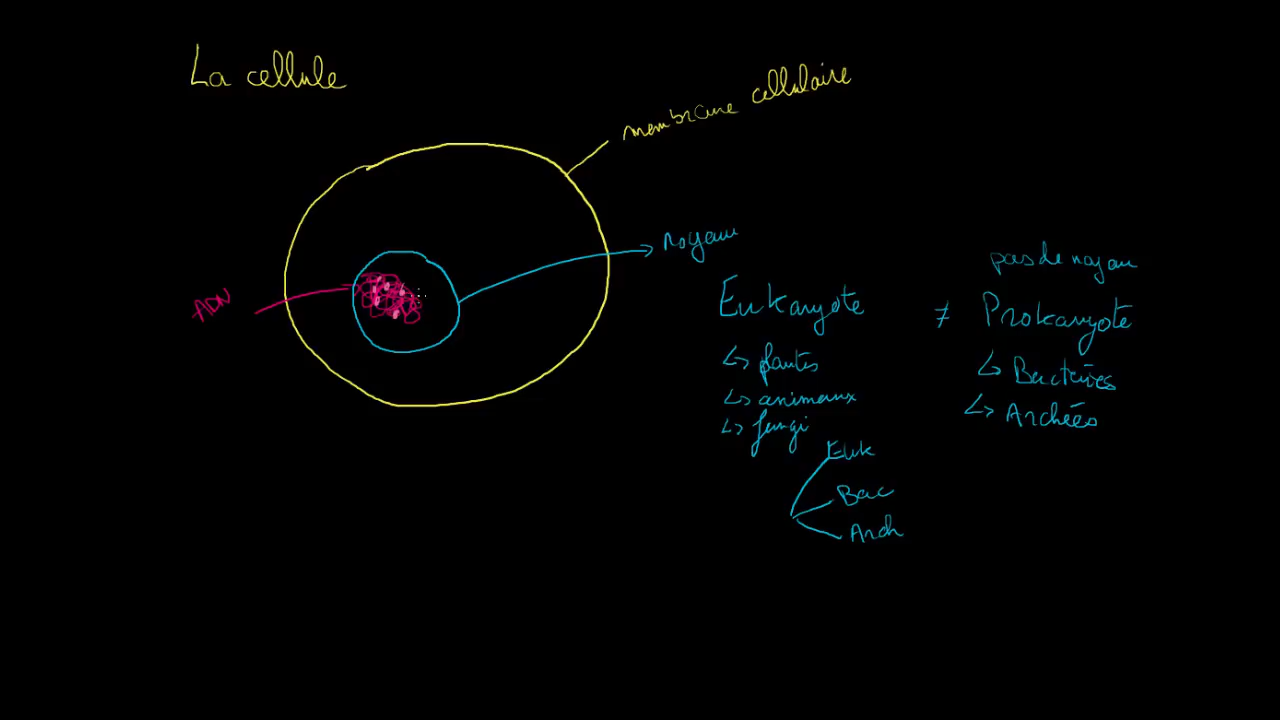 La cellule
membrane cellulaire
noyau
ADN
pas de noyau
Eukaryote ≠ Prokaryote
↳ plantes
↳ animaux
↳ fungi
↳ Bactéries
↳ Archées
Euk
Bac
Arch